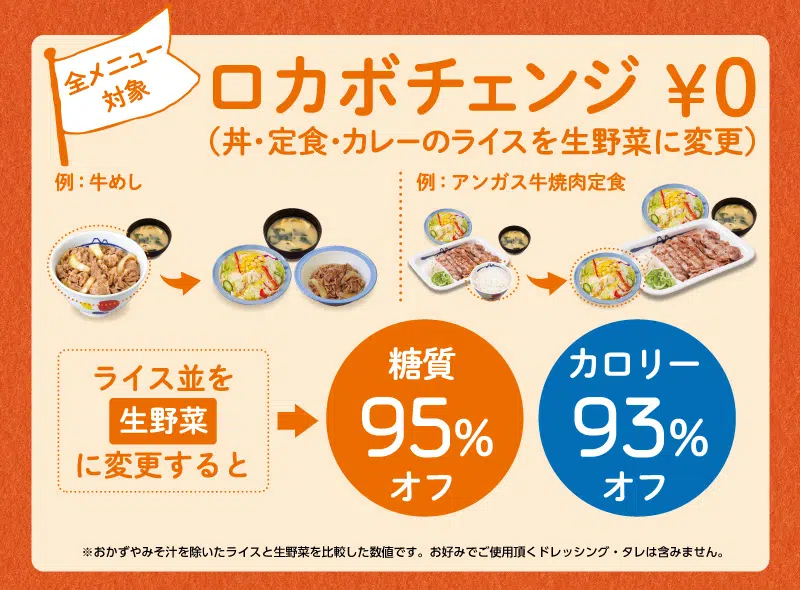 全メニュー
対象
ロカボチェンジ ¥0
(丼・定食・カレーのライスを生野菜に変更)
例：牛めし
例：アンガス牛焼肉定食
ライス並を
生野菜
に変更すると
糖質
95%
オフ
カロリー
93%
オフ
※おかずやみそ汁を除いたライスと生野菜を比較した数値です。お好みでご使用頂くドレッシング・タレは含みません。